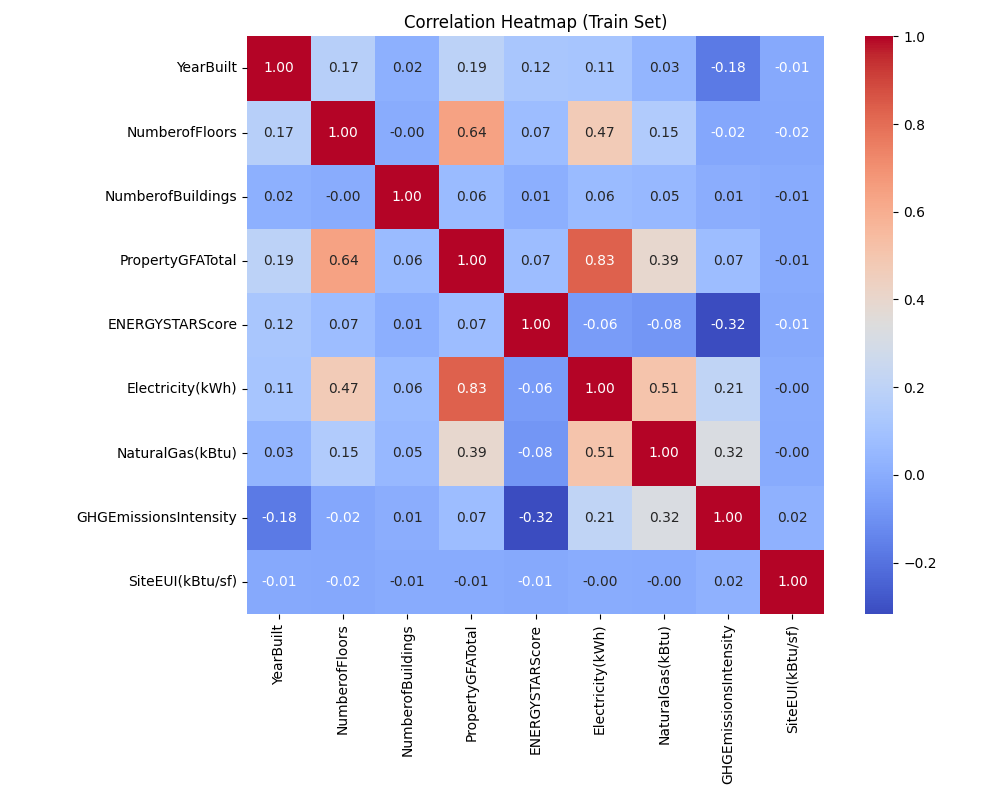 Correlation Heatmap (Train Set)
YearBuilt 1.00 0.17 0.02 0.19 0.12 0.11 0.03 -0.18 -0.01
NumberofFloors 0.17 1.00 -0.00 0.64 0.07 0.47 0.15 -0.02 -0.02
NumberofBuildings 0.02 -0.00 1.00 0.06 0.01 0.06 0.05 0.01 -0.01
PropertyGFATotal 0.19 0.64 0.06 1.00 0.07 0.83 0.39 0.07 -0.01
ENERGYSTARScore 0.12 0.07 0.01 0.07 1.00 -0.06 -0.08 -0.32 -0.01
Electricity(kWh) 0.11 0.47 0.06 0.83 -0.06 1.00 0.51 0.21 -0.00
NaturalGas(kBtu) 0.03 0.15 0.05 0.39 -0.08 0.51 1.00 0.32 -0.00
GHGEmissionsIntensity -0.18 -0.02 0.01 0.07 -0.32 0.21 0.32 1.00 0.02
SiteEUI(kBtu/sf) -0.01 -0.02 -0.01 -0.01 -0.01 -0.00 -0.00 0.02 1.00
YearBuilt
NumberofFloors
NumberofBuildings
PropertyGFATotal
ENERGYSTARScore
Electricity(kWh)
NaturalGas(kBtu)
GHGEmissionsIntensity
SiteEUI(kBtu/sf)
1.0
0.8
0.6
0.4
0.2
0.0
−0.2